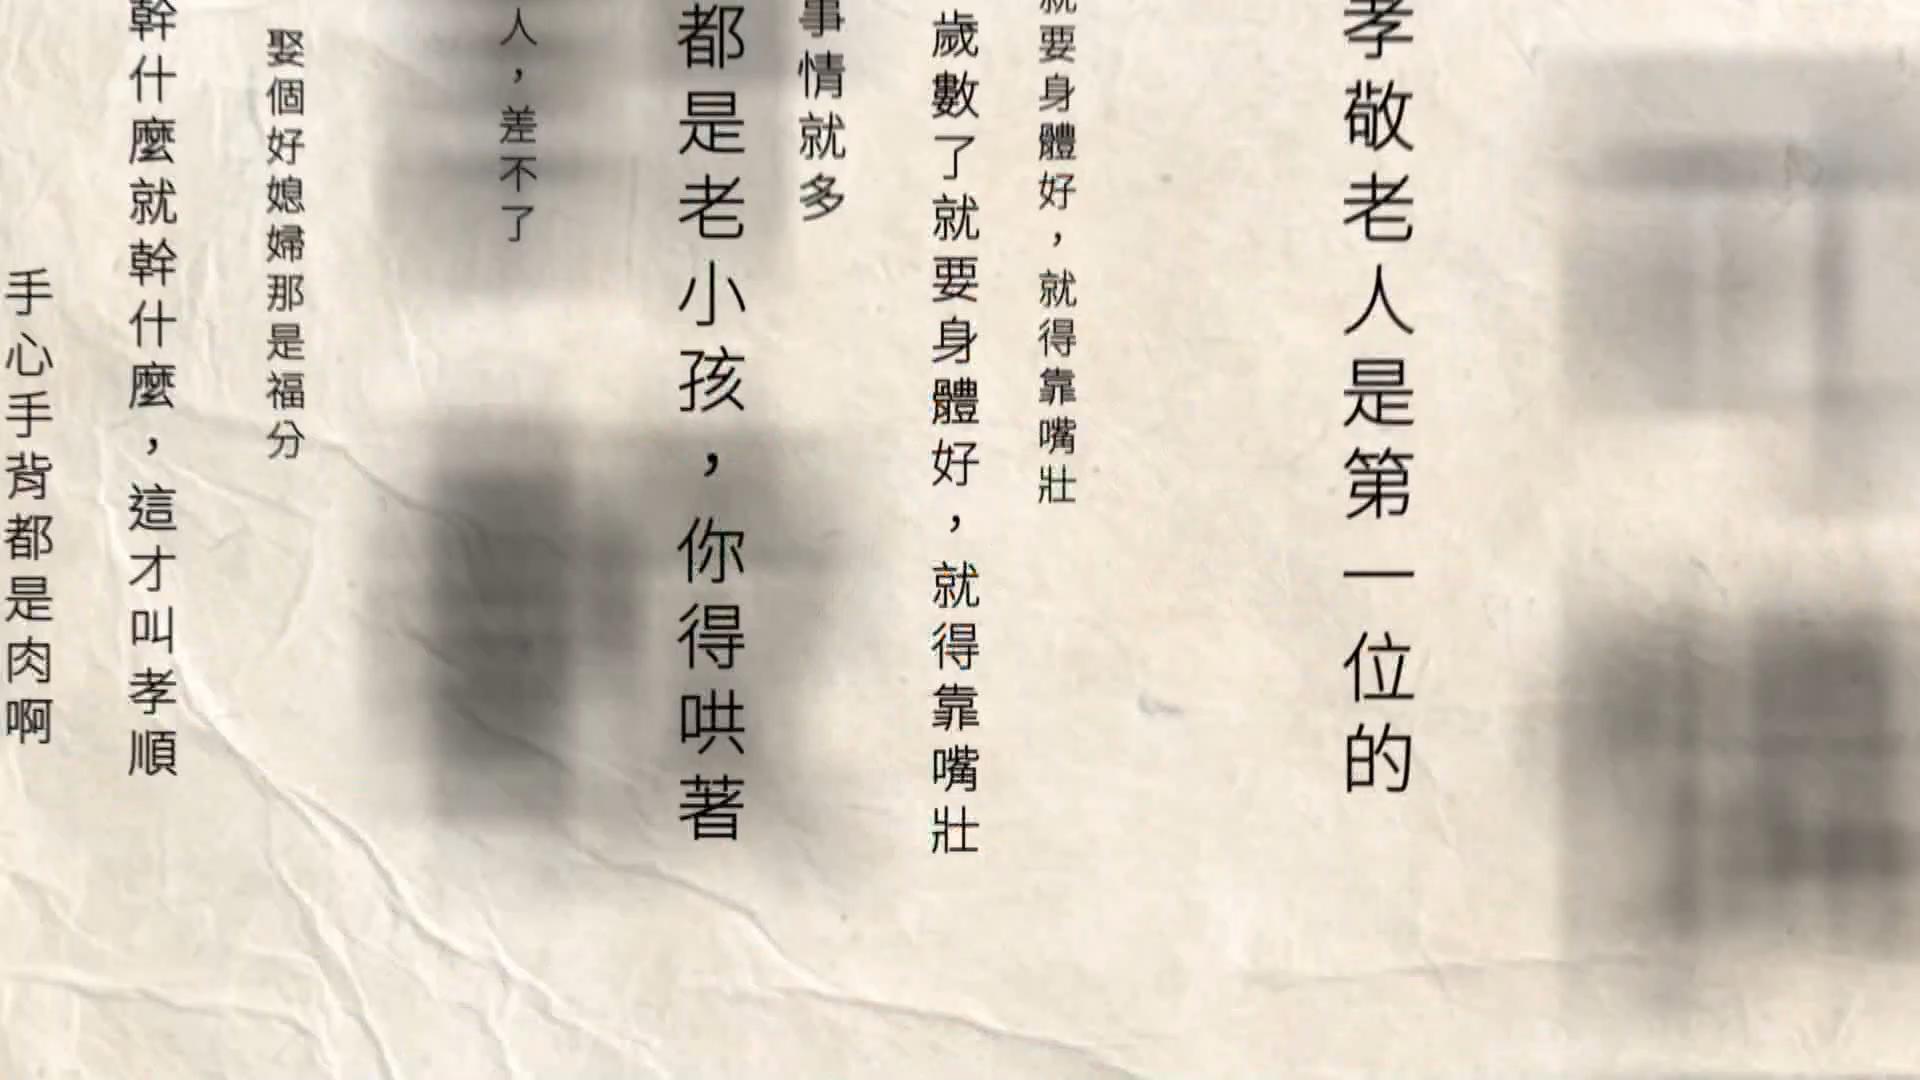 孝敬老人是第一位的
就要身體好，就得靠嘴壯
歲數了就要身體好，就得靠嘴壯
事情就多
都是老小孩，你得哄著
人，差不了
娶個好媳婦那是福分
幹什麼就幹什麼，這才叫孝順
手心手背都是肉啊